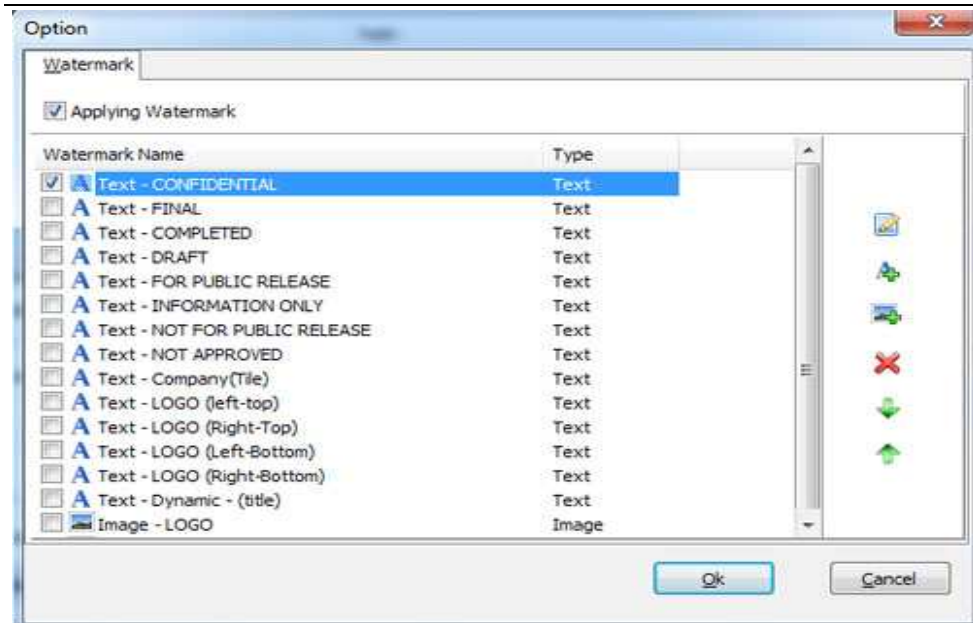 Option
Watermark
Applying Watermark
Watermark Name Type
Text - CONFIDENTIAL Text
Text - FINAL Text
Text - COMPLETED Text
Text - DRAFT Text
Text - FOR PUBLIC RELEASE Text
Text - INFORMATION ONLY Text
Text - NOT FOR PUBLIC RELEASE Text
Text - NOT APPROVED Text
Text - Company(Tile) Text
Text - LOGO (left-top) Text
Text - LOGO (Right-Top) Text
Text - LOGO (Left-Bottom) Text
Text - LOGO (Right-Bottom) Text
Text - Dynamic - (title) Text
Image - LOGO Image
Ok Cancel